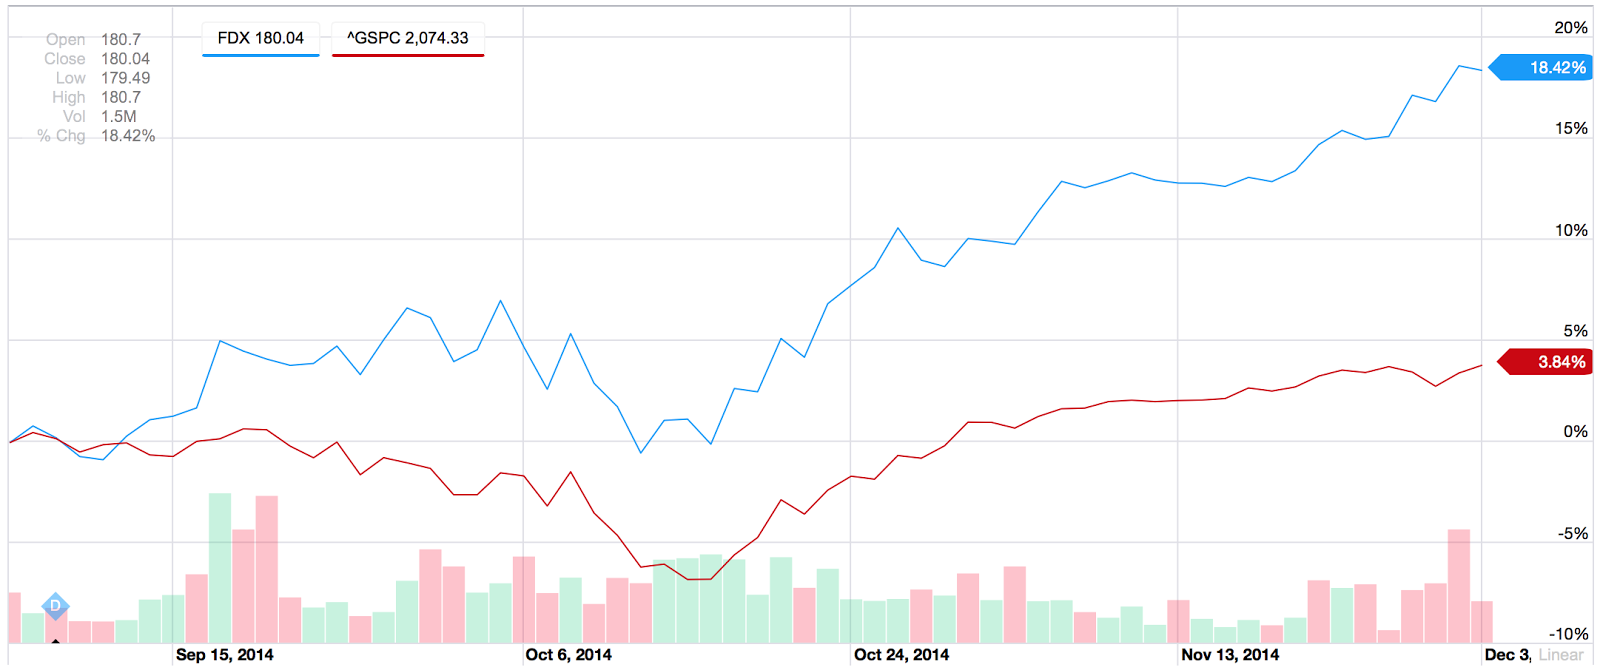 Open 180.7
Close 180.04
Low 179.49
High 180.7
Vol 1.5M
% Chg 18.42%
FDX 180.04
^GSPC 2,074.33
20%
18.42%
15%
10%
5%
3.84%
0%
-5%
-10%
D
Sep 15, 2014
Oct 6, 2014
Oct 24, 2014
Nov 13, 2014
Dec 3,
Linear